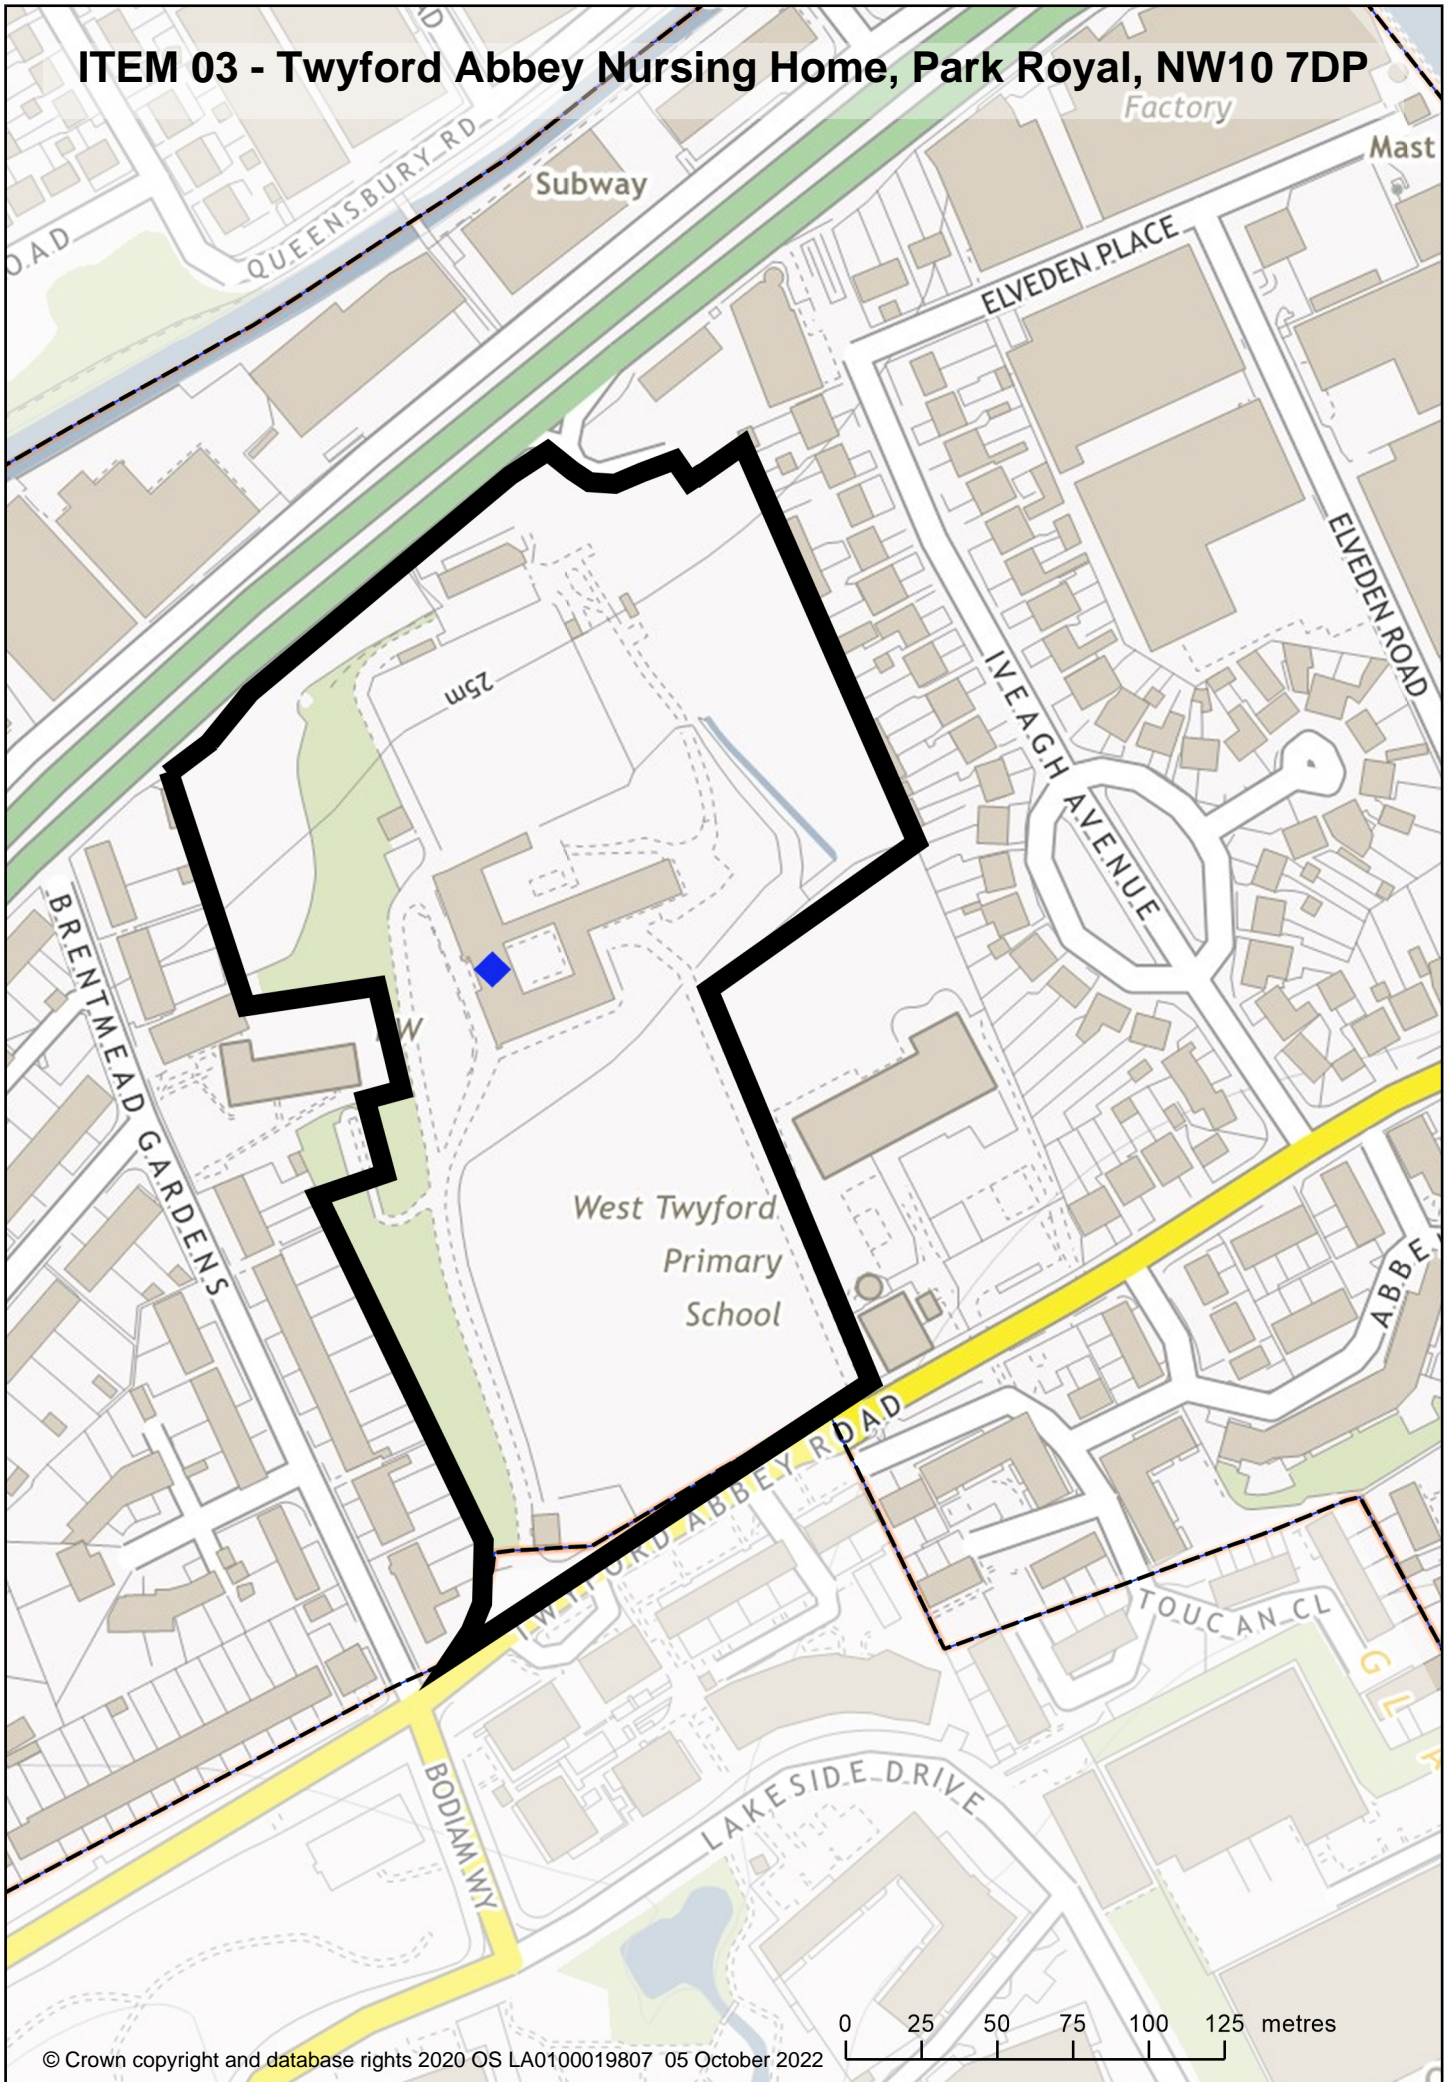 ITEM 03 - Twyford Abbey Nursing Home, Park Royal, NW10 7DP
Factory
Mast
Subway
QUEENSBURY RD
OAD
AD
ELVEDEN PLACE
ELVEDEN ROAD
25m
IVEAGH AVENUE
BRENTMEAD GARDENS
W
West Twyford
Primary
School
ABBE
TWYFORD ABBEY ROAD
TOUCAN CL
GL
BODIAM WY
LAKESIDE DRIVE
0 25 50 75 100 125 metres
© Crown copyright and database rights 2020 OS LA0100019807 05 October 2022